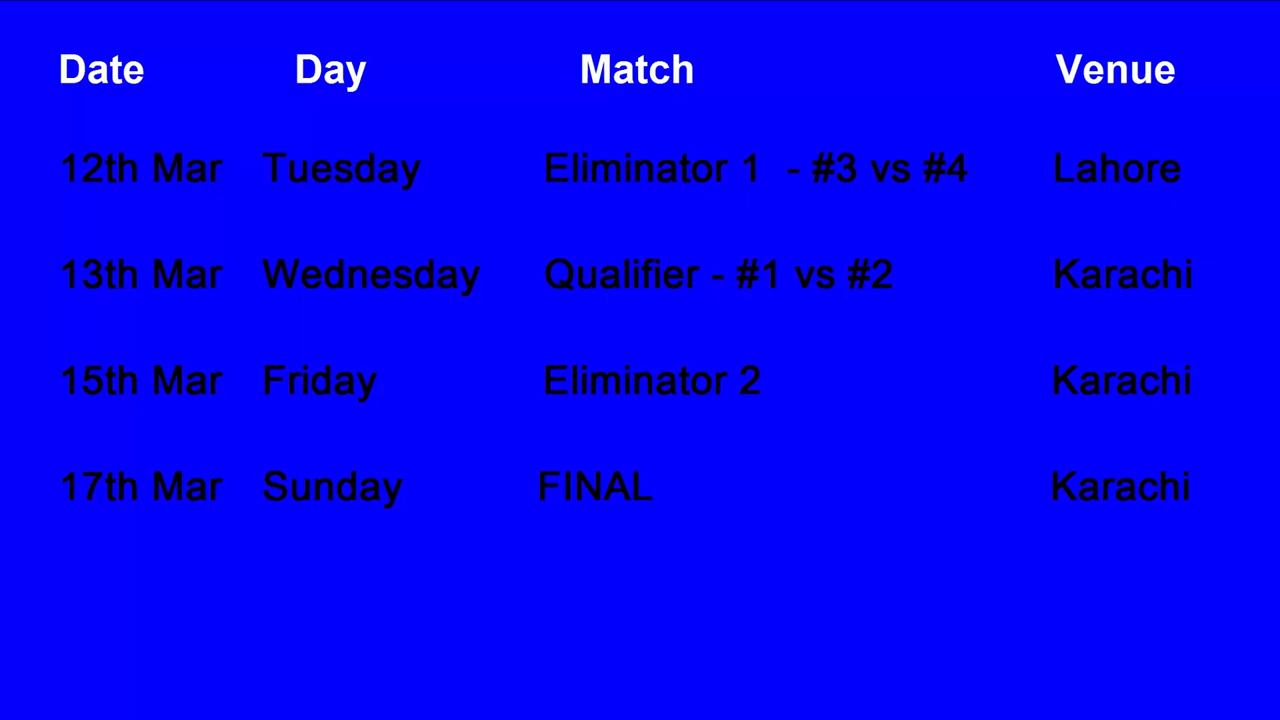 Date Day Match Venue
12th Mar Tuesday Eliminator 1 - #3 vs #4 Lahore
13th Mar Wednesday Qualifier - #1 vs #2 Karachi
15th Mar Friday Eliminator 2 Karachi
17th Mar Sunday FINAL Karachi